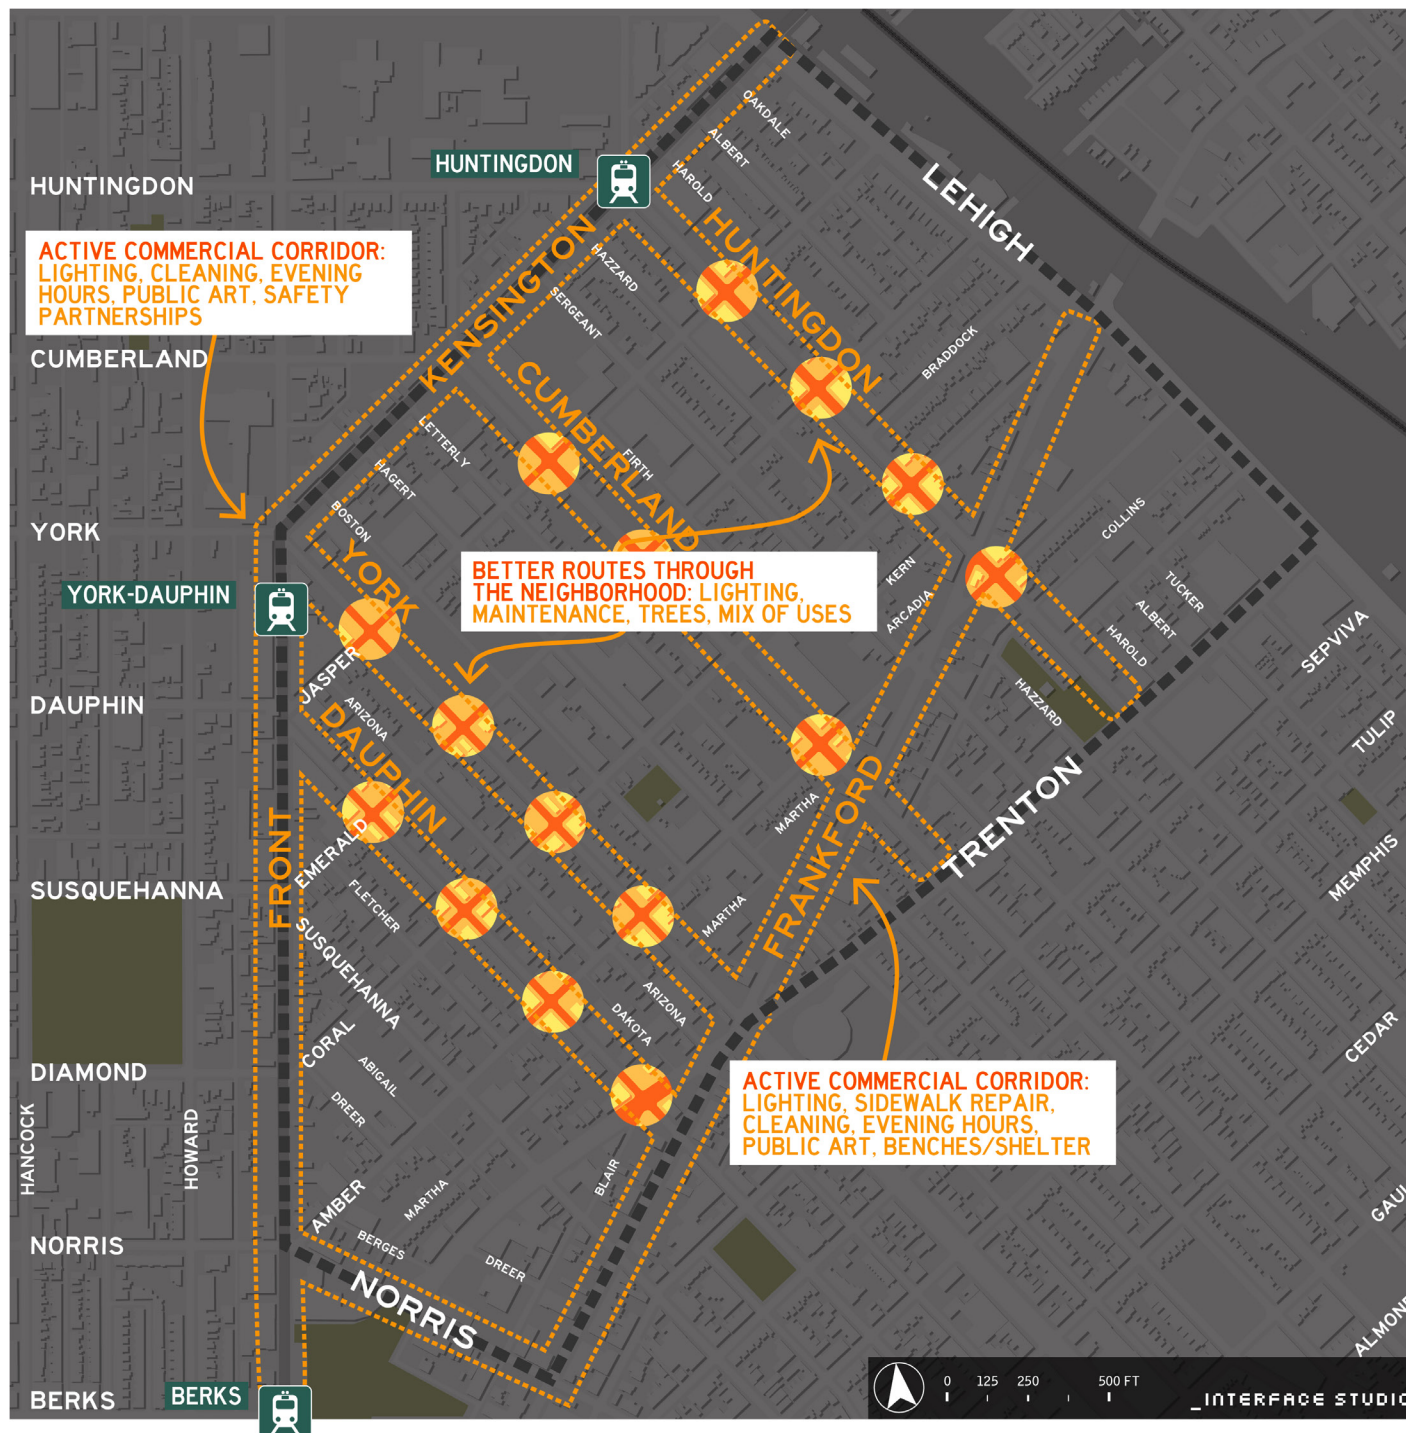 OAKDALE
ALBERT
HAROLD
HUNTINGDON
HUNTINGDON
LEHIGH
HUNTINGDON
KENSINGTON
ACTIVE COMMERCIAL CORRIDOR:
LIGHTING, CLEANING, EVENING
HOURS, PUBLIC ART, SAFETY
PARTNERSHIPS
HAZZARD
SERGEANT
CUMBERLAND
CUMBERLAND
BRADDOCK
LETTERLY
HAGERT
FIRTH
BOSTON
YORK
YORK
COLLINS
KERN
ARCADIA
TUCKER
ALBERT
HAROLD
HAZZARD
YORK-DAUPHIN
BETTER ROUTES THROUGH
THE NEIGHBORHOOD: LIGHTING,
MAINTENANCE, TREES, MIX OF USES
SEPVIVA
TULIP
JASPER
ARIZONA
DAUPHIN
DAUPHIN
MARTHA
FRANKFORD
TRENTON
MEMPHIS
FRONT
EMERALD
FLETCHER
SUSQUEHANNA
SUSQUEHANNA
MARTHA
ARIZONA
DAKOTA
CORAL
ABIGAIL
DREER
CEDAR
DIAMOND
HANCOCK
HOWARD
ACTIVE COMMERCIAL CORRIDOR:
LIGHTING, SIDEWALK REPAIR,
CLEANING, EVENING HOURS,
PUBLIC ART, BENCHES/SHELTER
BLAIR
AMBER
MARTHA
BERGES
DREER
GAUL
NORRIS
NORRIS
ALMON
BERKS
BERKS
0 125 250 500 FT
_INTERFACE STUDIO